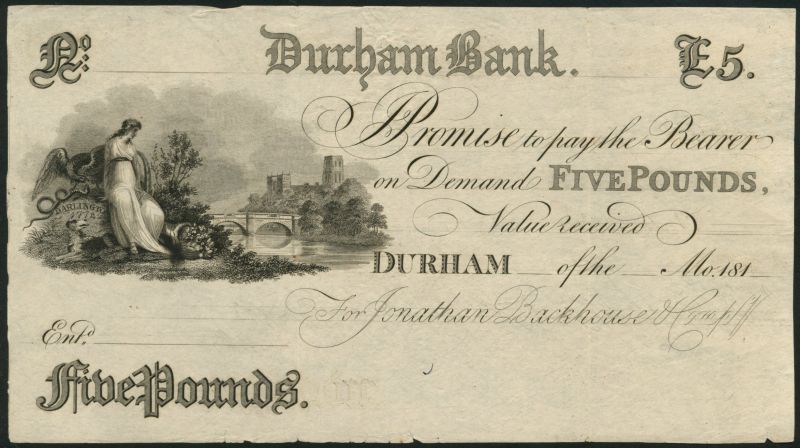 No:
Durham Bank.
£5.
I Promise to pay the Bearer
on Demand FIVE POUNDS,
Value received
DURHAM of the Mo. 181
For Jonathan Backhouse &
Entd
Five Pounds.